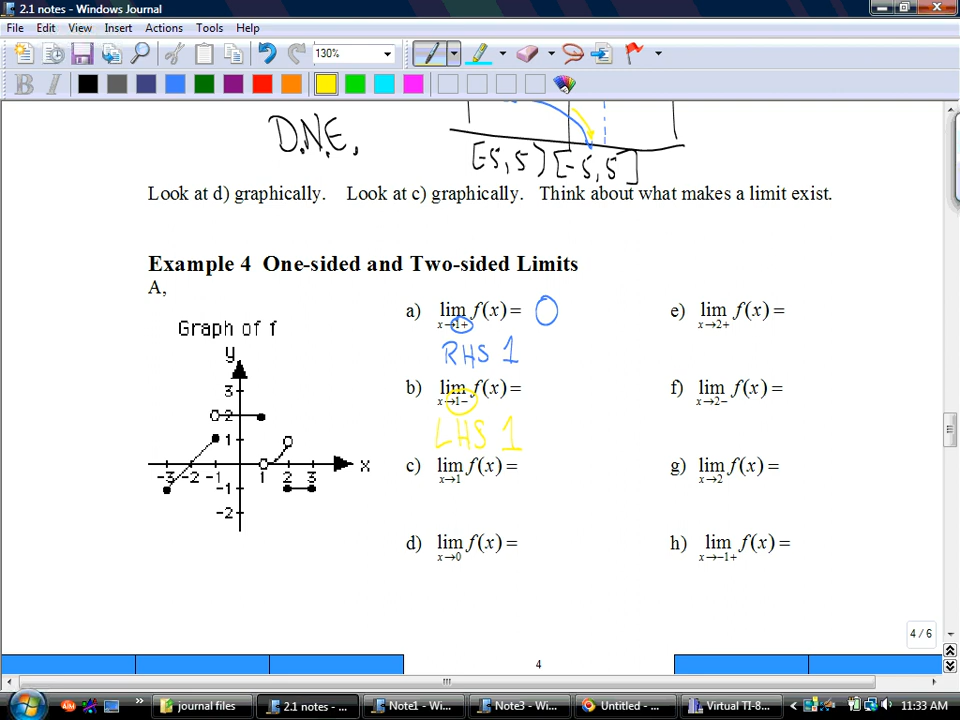 2.1 notes - Windows Journal
File Edit View Insert Actions Tools Help
130%
B I
D.N.E.
[-5, 5) [-5, 5]
Look at d) graphically. Look at c) graphically. Think about what makes a limit exist.
Example 4 One-sided and Two-sided Limits
A,
Graph of f
y
3
2
1
-3 -2 -1 1 2 3 x
-1
-2
a) lim x→1+ f(x) = 0
RHS 1
b) lim x→1- f(x) =
LHS 1
c) lim x→1 f(x) =
d) lim x→0 f(x) =
e) lim x→2+ f(x) =
f) lim x→2- f(x) =
g) lim x→2 f(x) =
h) lim x→-1+ f(x) =
4 / 6
4
journal files
2.1 notes - ...
Note1 - Wi...
Note3 - Wi...
Untitled - ...
Virtual TI-8...
11:33 AM